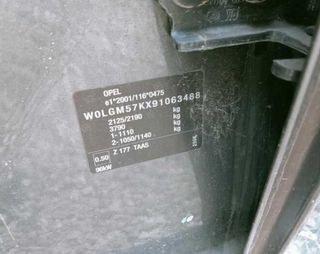 OPEL
e1*2001/116*0475
W0LGM57KX91063488
2125/2190 kg
3790 kg
1-1110 kg
2-1050/1140 kg
0.50 Z 177 TAAS
96kW